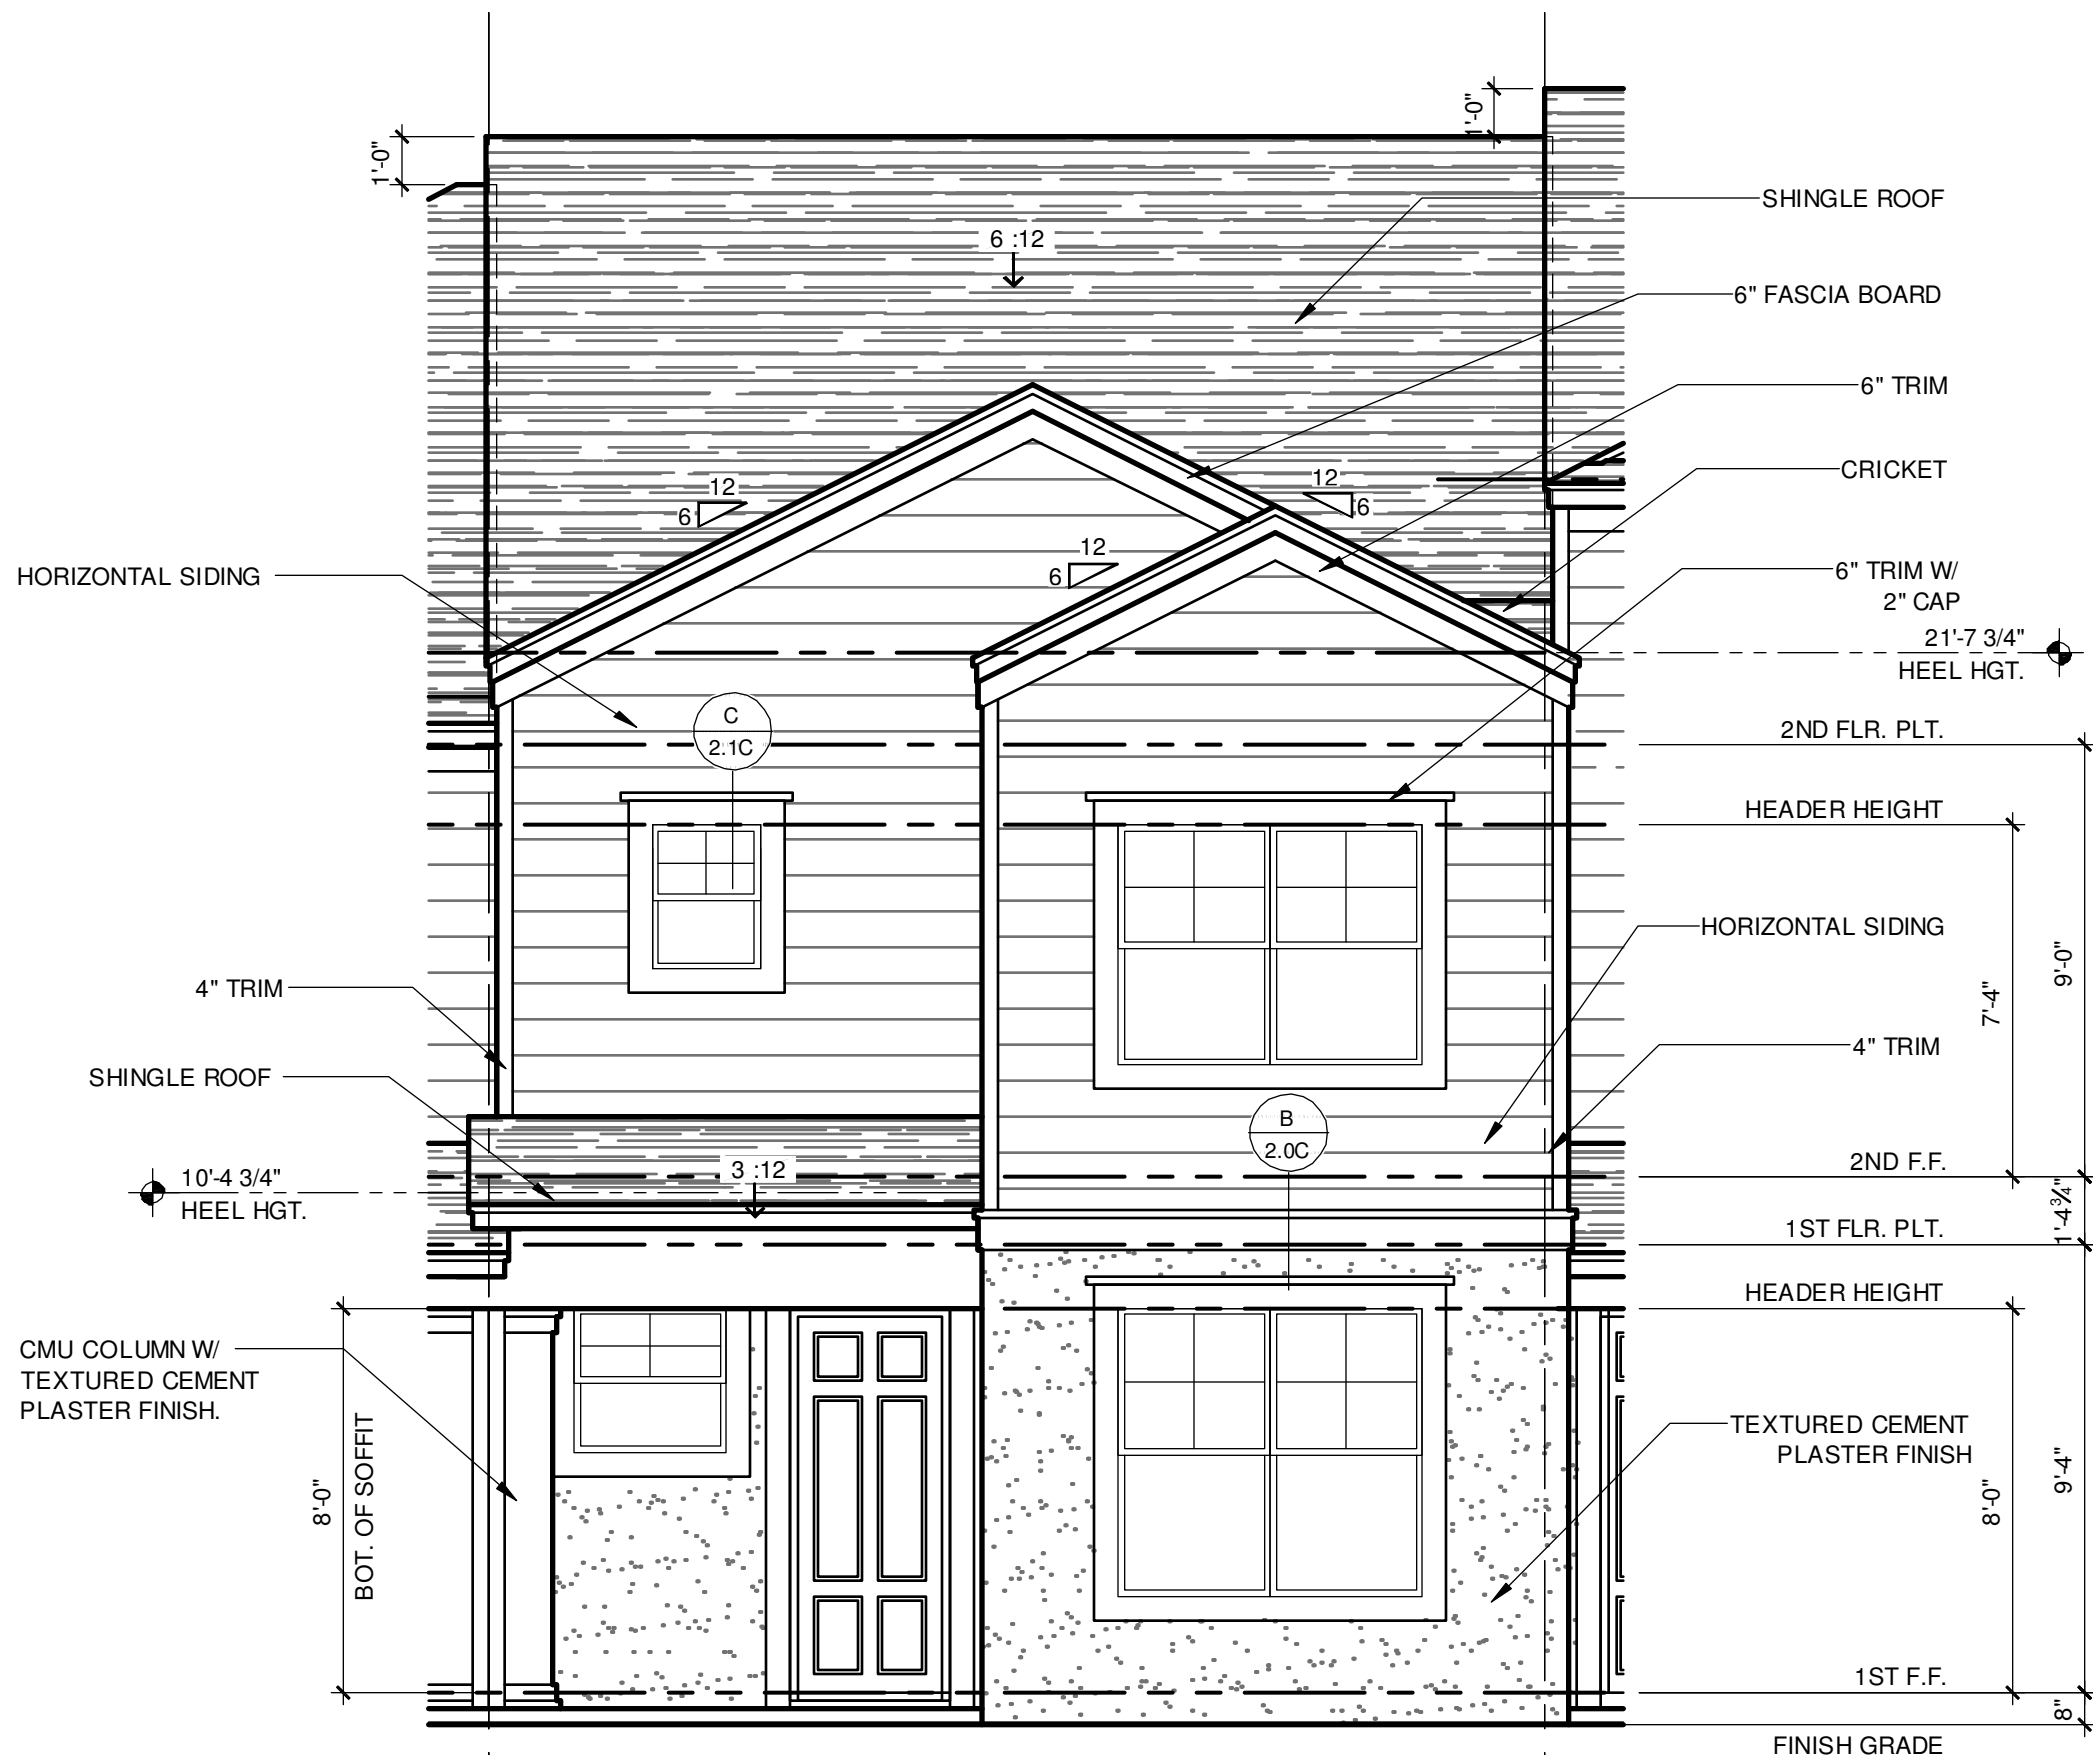 1'-0"
1'-0"
SHINGLE ROOF
6 :12
6" FASCIA BOARD
6" TRIM
12
6
12
6
CRICKET
12
6
HORIZONTAL SIDING
6" TRIM W/
2" CAP
21'-7 3/4"
HEEL HGT.
C
2.1C
2ND FLR. PLT.
HEADER HEIGHT
HORIZONTAL SIDING
9'-0"
7'-4"
4" TRIM
4" TRIM
SHINGLE ROOF
B
2.0C
3 :12
10'-4 3/4"
HEEL HGT.
2ND F.F.
1'-4¾"
1ST FLR. PLT.
HEADER HEIGHT
CMU COLUMN W/
TEXTURED CEMENT
PLASTER FINISH.
8'-0"
BOT. OF SOFFIT
TEXTURED CEMENT
PLASTER FINISH
8'-0"
9'-4"
1ST F.F.
8"
FINISH GRADE